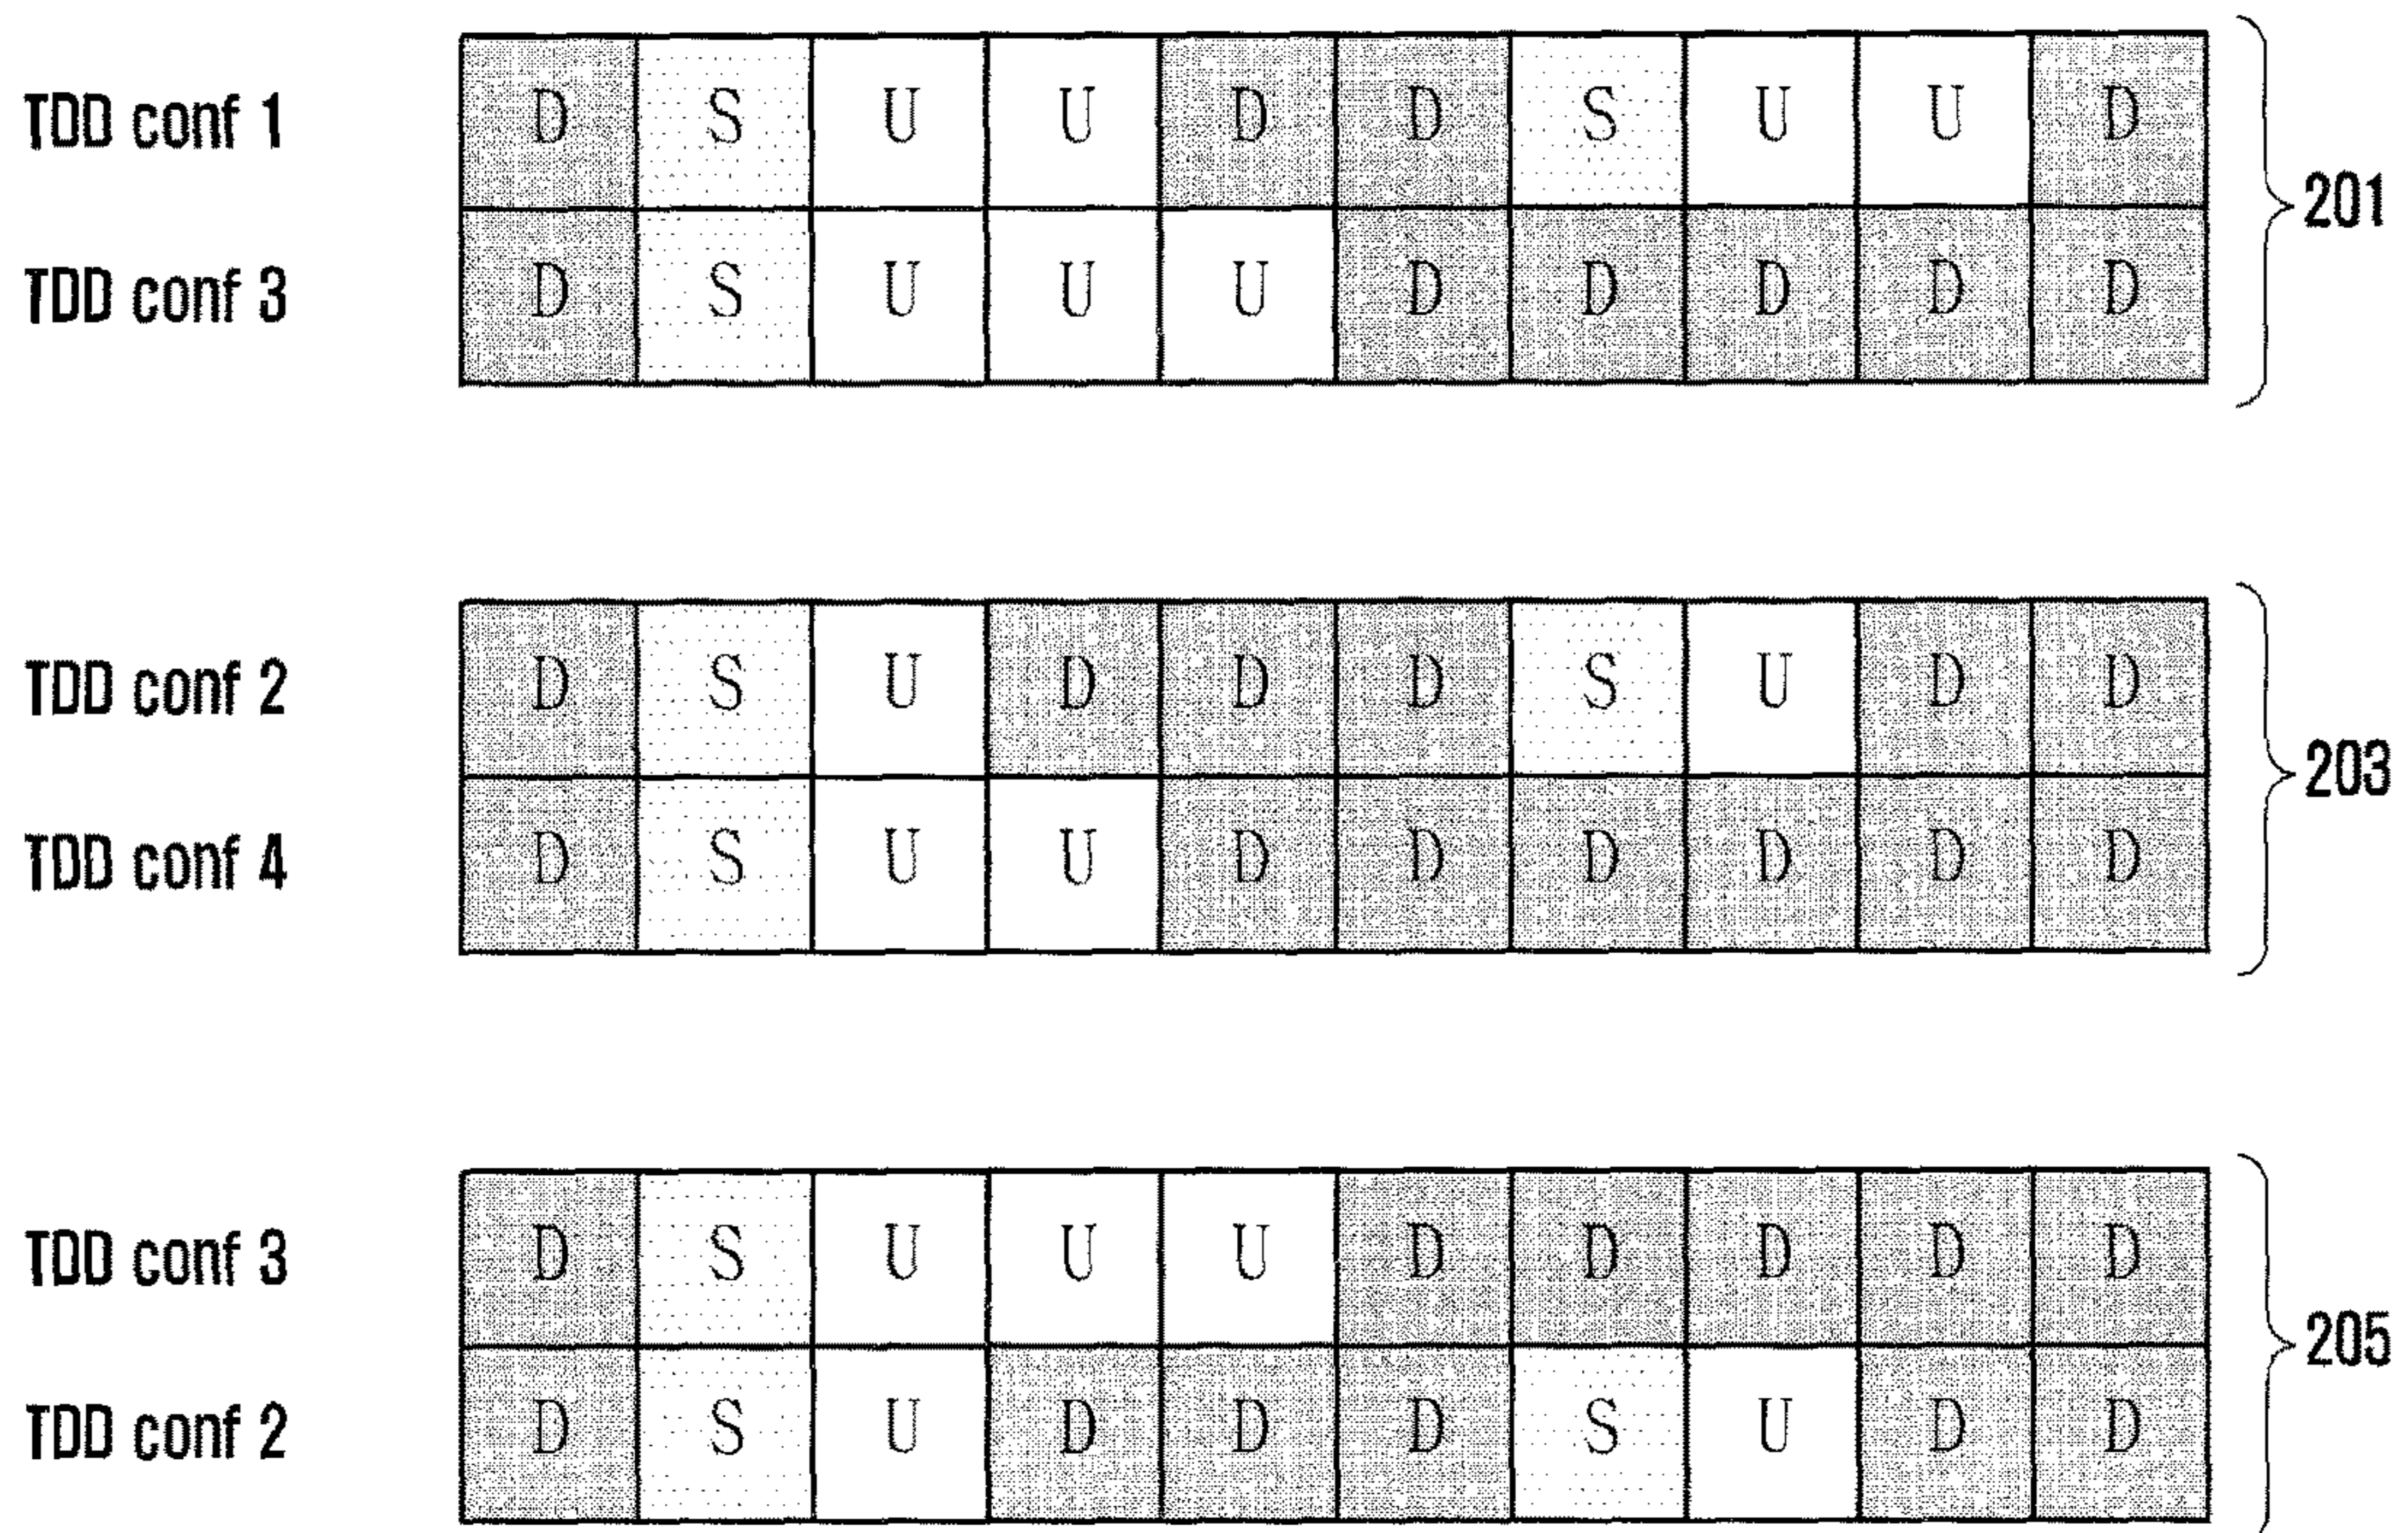 TDD conf 1 D S U U D D S U U D
201
TDD conf 3 D S U U U D D D D D
TDD conf 2 D S U D D D S U D D
203
TDD conf 4 D S U U D D D D D D
TDD conf 3 D S U U U D D D D D
205
TDD conf 2 D S U D D D S U D D